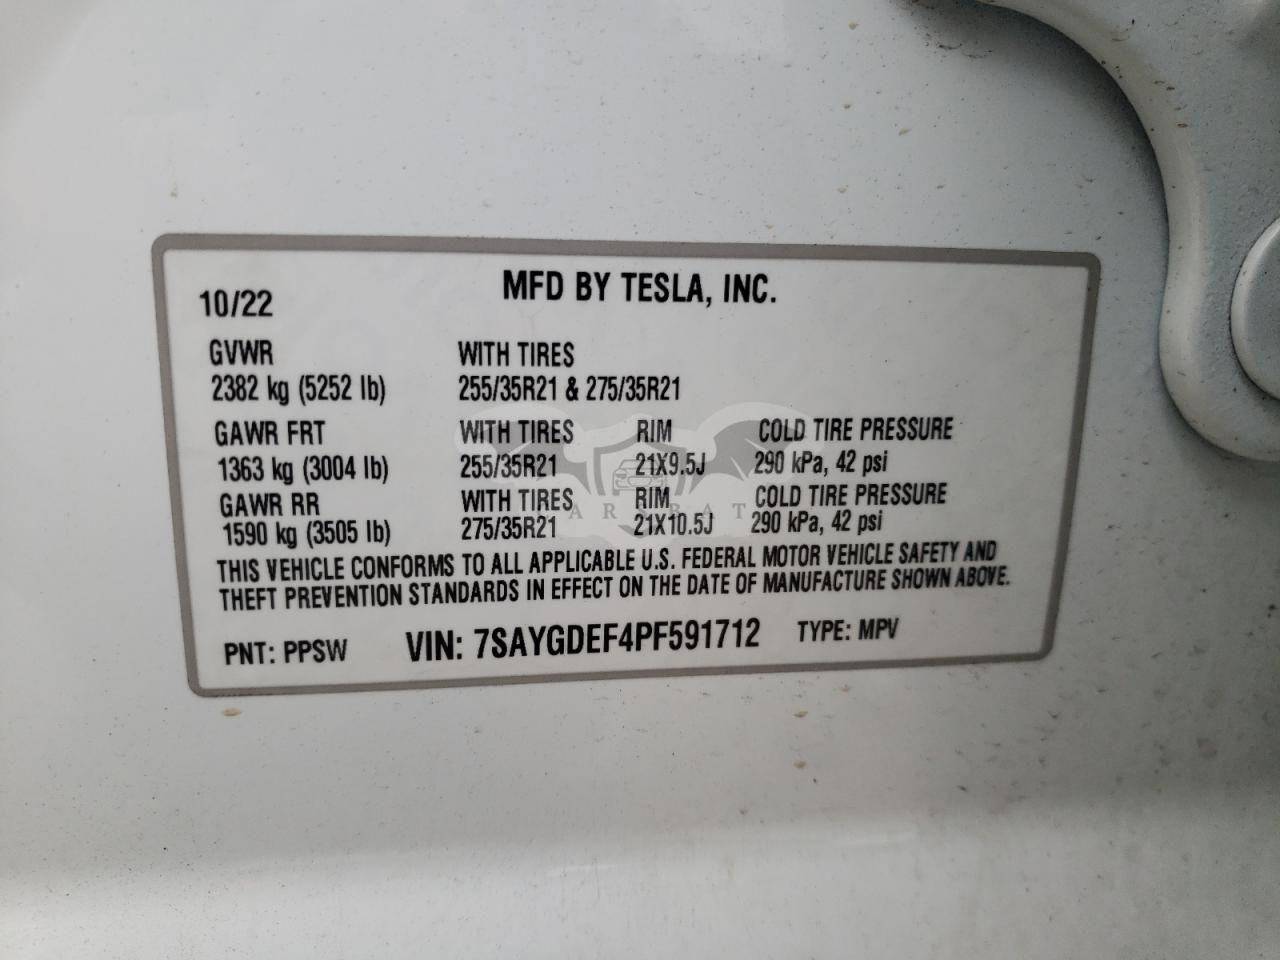 MFD BY TESLA, INC.
10/22
GVWR WITH TIRES
2382 kg (5252 lb) 255/35R21 & 275/35R21
GAWR FRT WITH TIRES RIM COLD TIRE PRESSURE
1363 kg (3004 lb) 255/35R21 21X9.5J 290 kPa, 42 psi
GAWR RR WITH TIRES RIM COLD TIRE PRESSURE
1590 kg (3505 lb) 275/35R21 21X10.5J 290 kPa, 42 psi
THIS VEHICLE CONFORMS TO ALL APPLICABLE U.S. FEDERAL MOTOR VEHICLE SAFETY AND
THEFT PREVENTION STANDARDS IN EFFECT ON THE DATE OF MANUFACTURE SHOWN ABOVE.
PNT: PPSW VIN: 7SAYGDEF4PF591712 TYPE: MPV